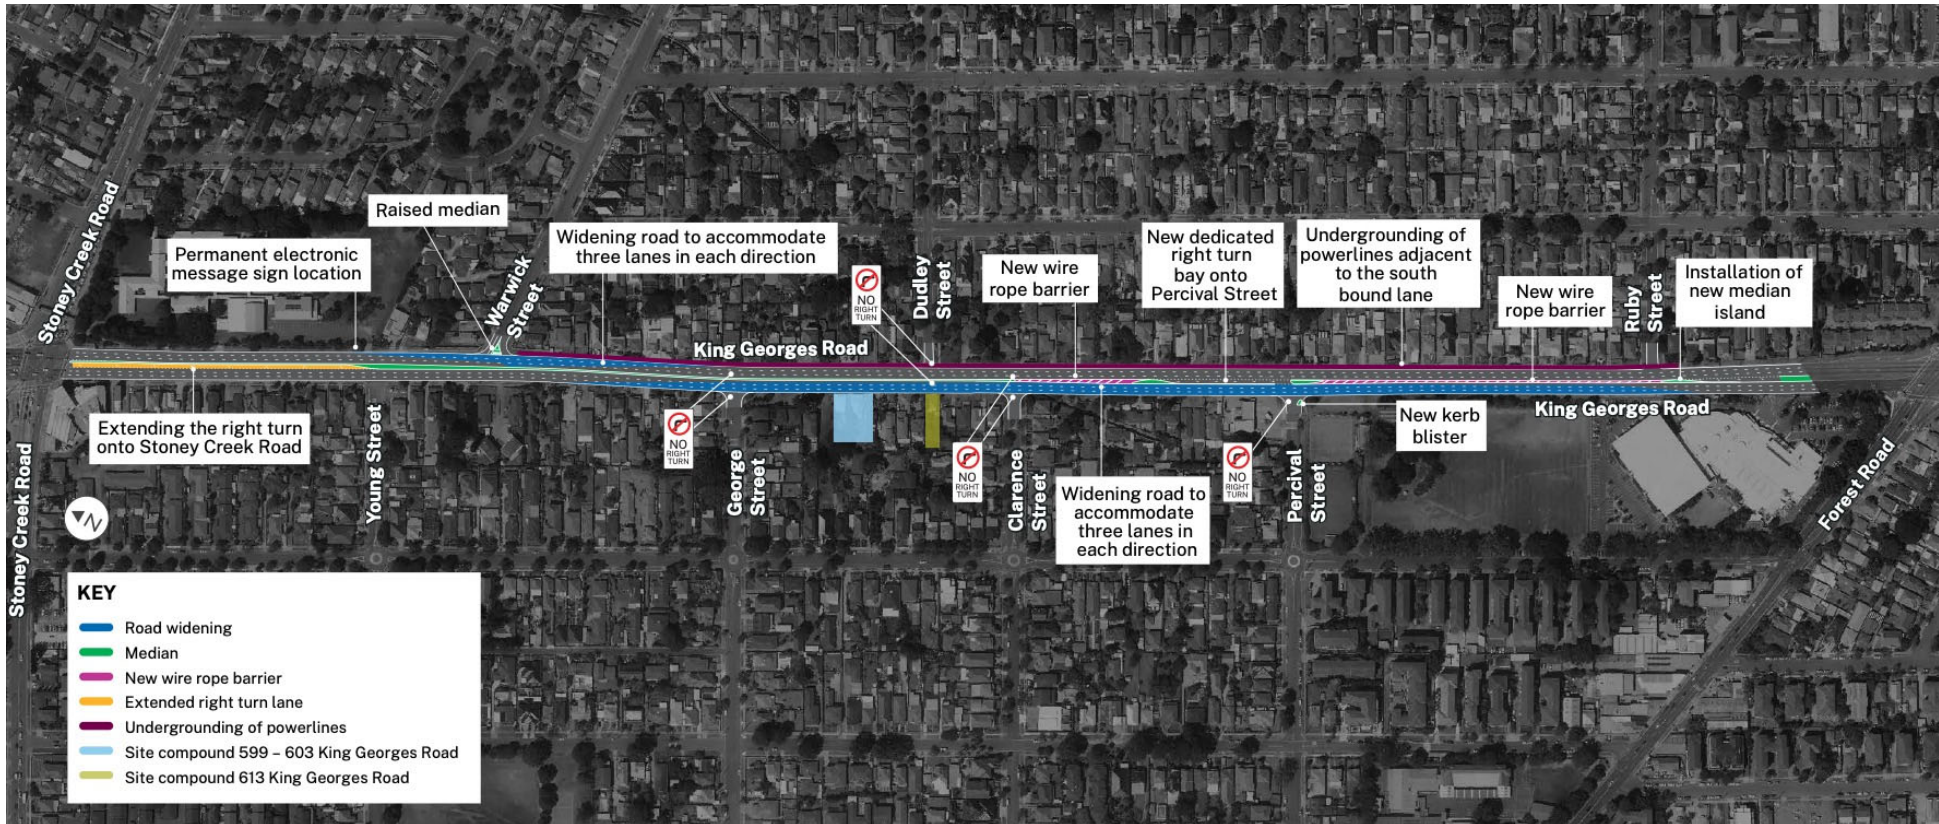 Stoney Creek Road
Raised median
Permanent electronic
message sign location
Warwick
Street
Widening road to accommodate
three lanes in each direction
NO
RIGHT
TURN
Dudley
Street
New wire
rope barrier
New dedicated
right turn
bay onto
Percival Street
Undergrounding of
powerlines adjacent
to the south
bound lane
New wire
rope barrier
Ruby
Street
Installation of
new median
island
King Georges Road
Extending the right turn
onto Stoney Creek Road
Young Street
NO
RIGHT
TURN
George
Street
NO
RIGHT
TURN
Clarence
Street
Widening road to
accommodate
three lanes in
each direction
NO
RIGHT
TURN
Percival
Street
New kerb
blister
King Georges Road
Forest Road
Stoney Creek Road
N
KEY
Road widening
Median
New wire rope barrier
Extended right turn lane
Undergrounding of powerlines
Site compound 599 – 603 King Georges Road
Site compound 613 King Georges Road